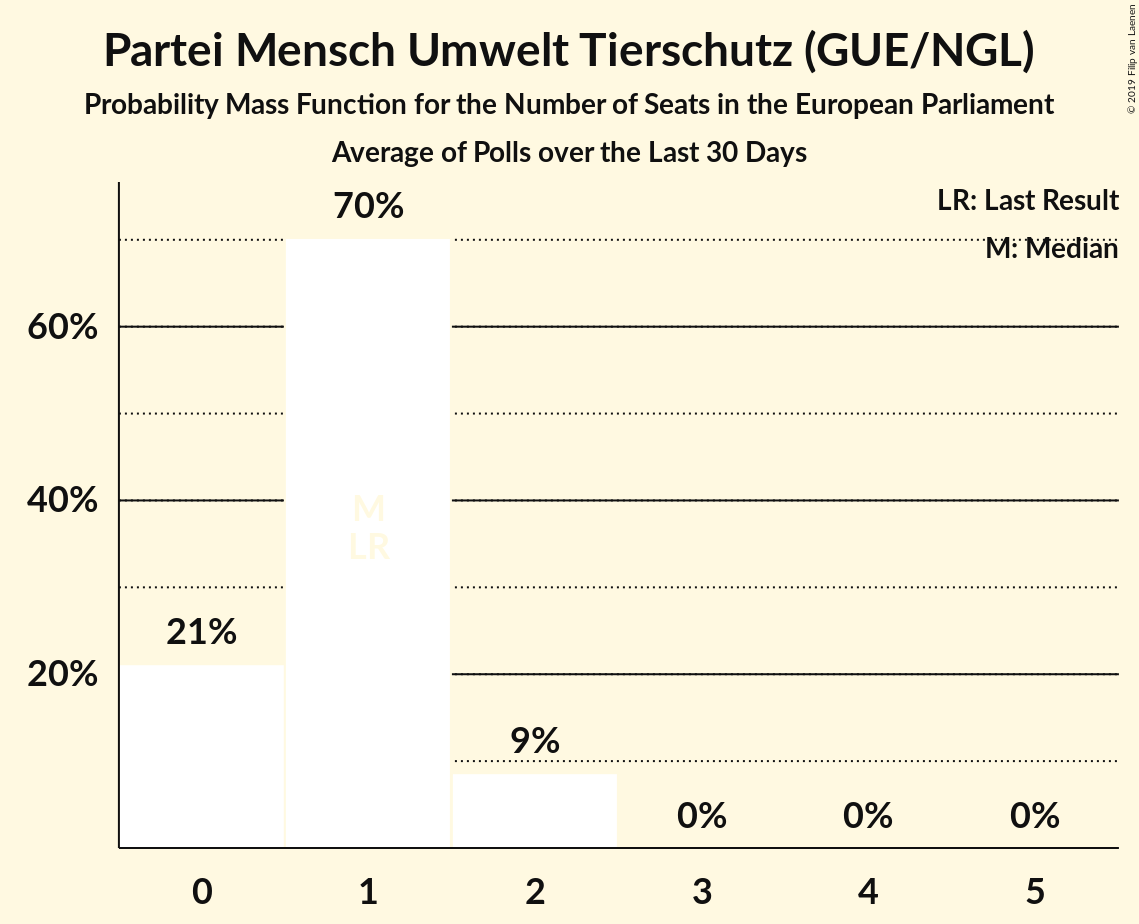 Partei Mensch Umwelt Tierschutz (GUE/NGL)
Probability Mass Function for the Number of Seats in the European Parliament
Average of Polls over the Last 30 Days
© 2019 Filip van Laenen
LR: Last Result
M: Median
70%
60%
40%
M
LR
21%
20%
9%
0%
0%
0%
0
1
2
3
4
5